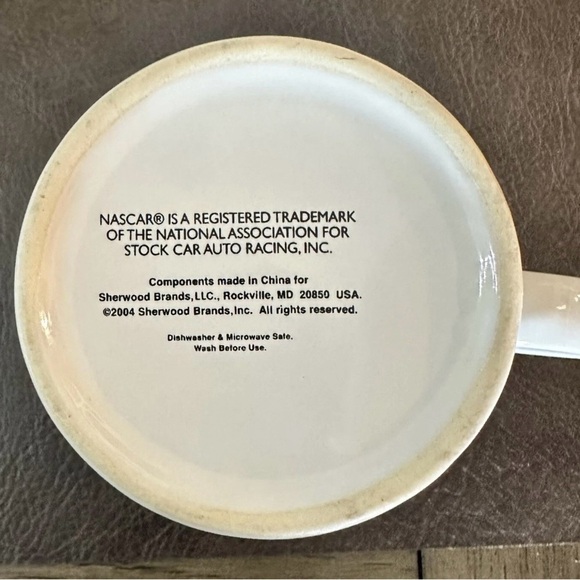 NASCAR® IS A REGISTERED TRADEMARK
OF THE NATIONAL ASSOCIATION FOR
STOCK CAR AUTO RACING, INC.
Components made in China for
Sherwood Brands,LLC., Rockville, MD 20850 USA.
©2004 Sherwood Brands,Inc. All rights reserved.
Dishwasher & Microwave Safe.
Wash Before Use.